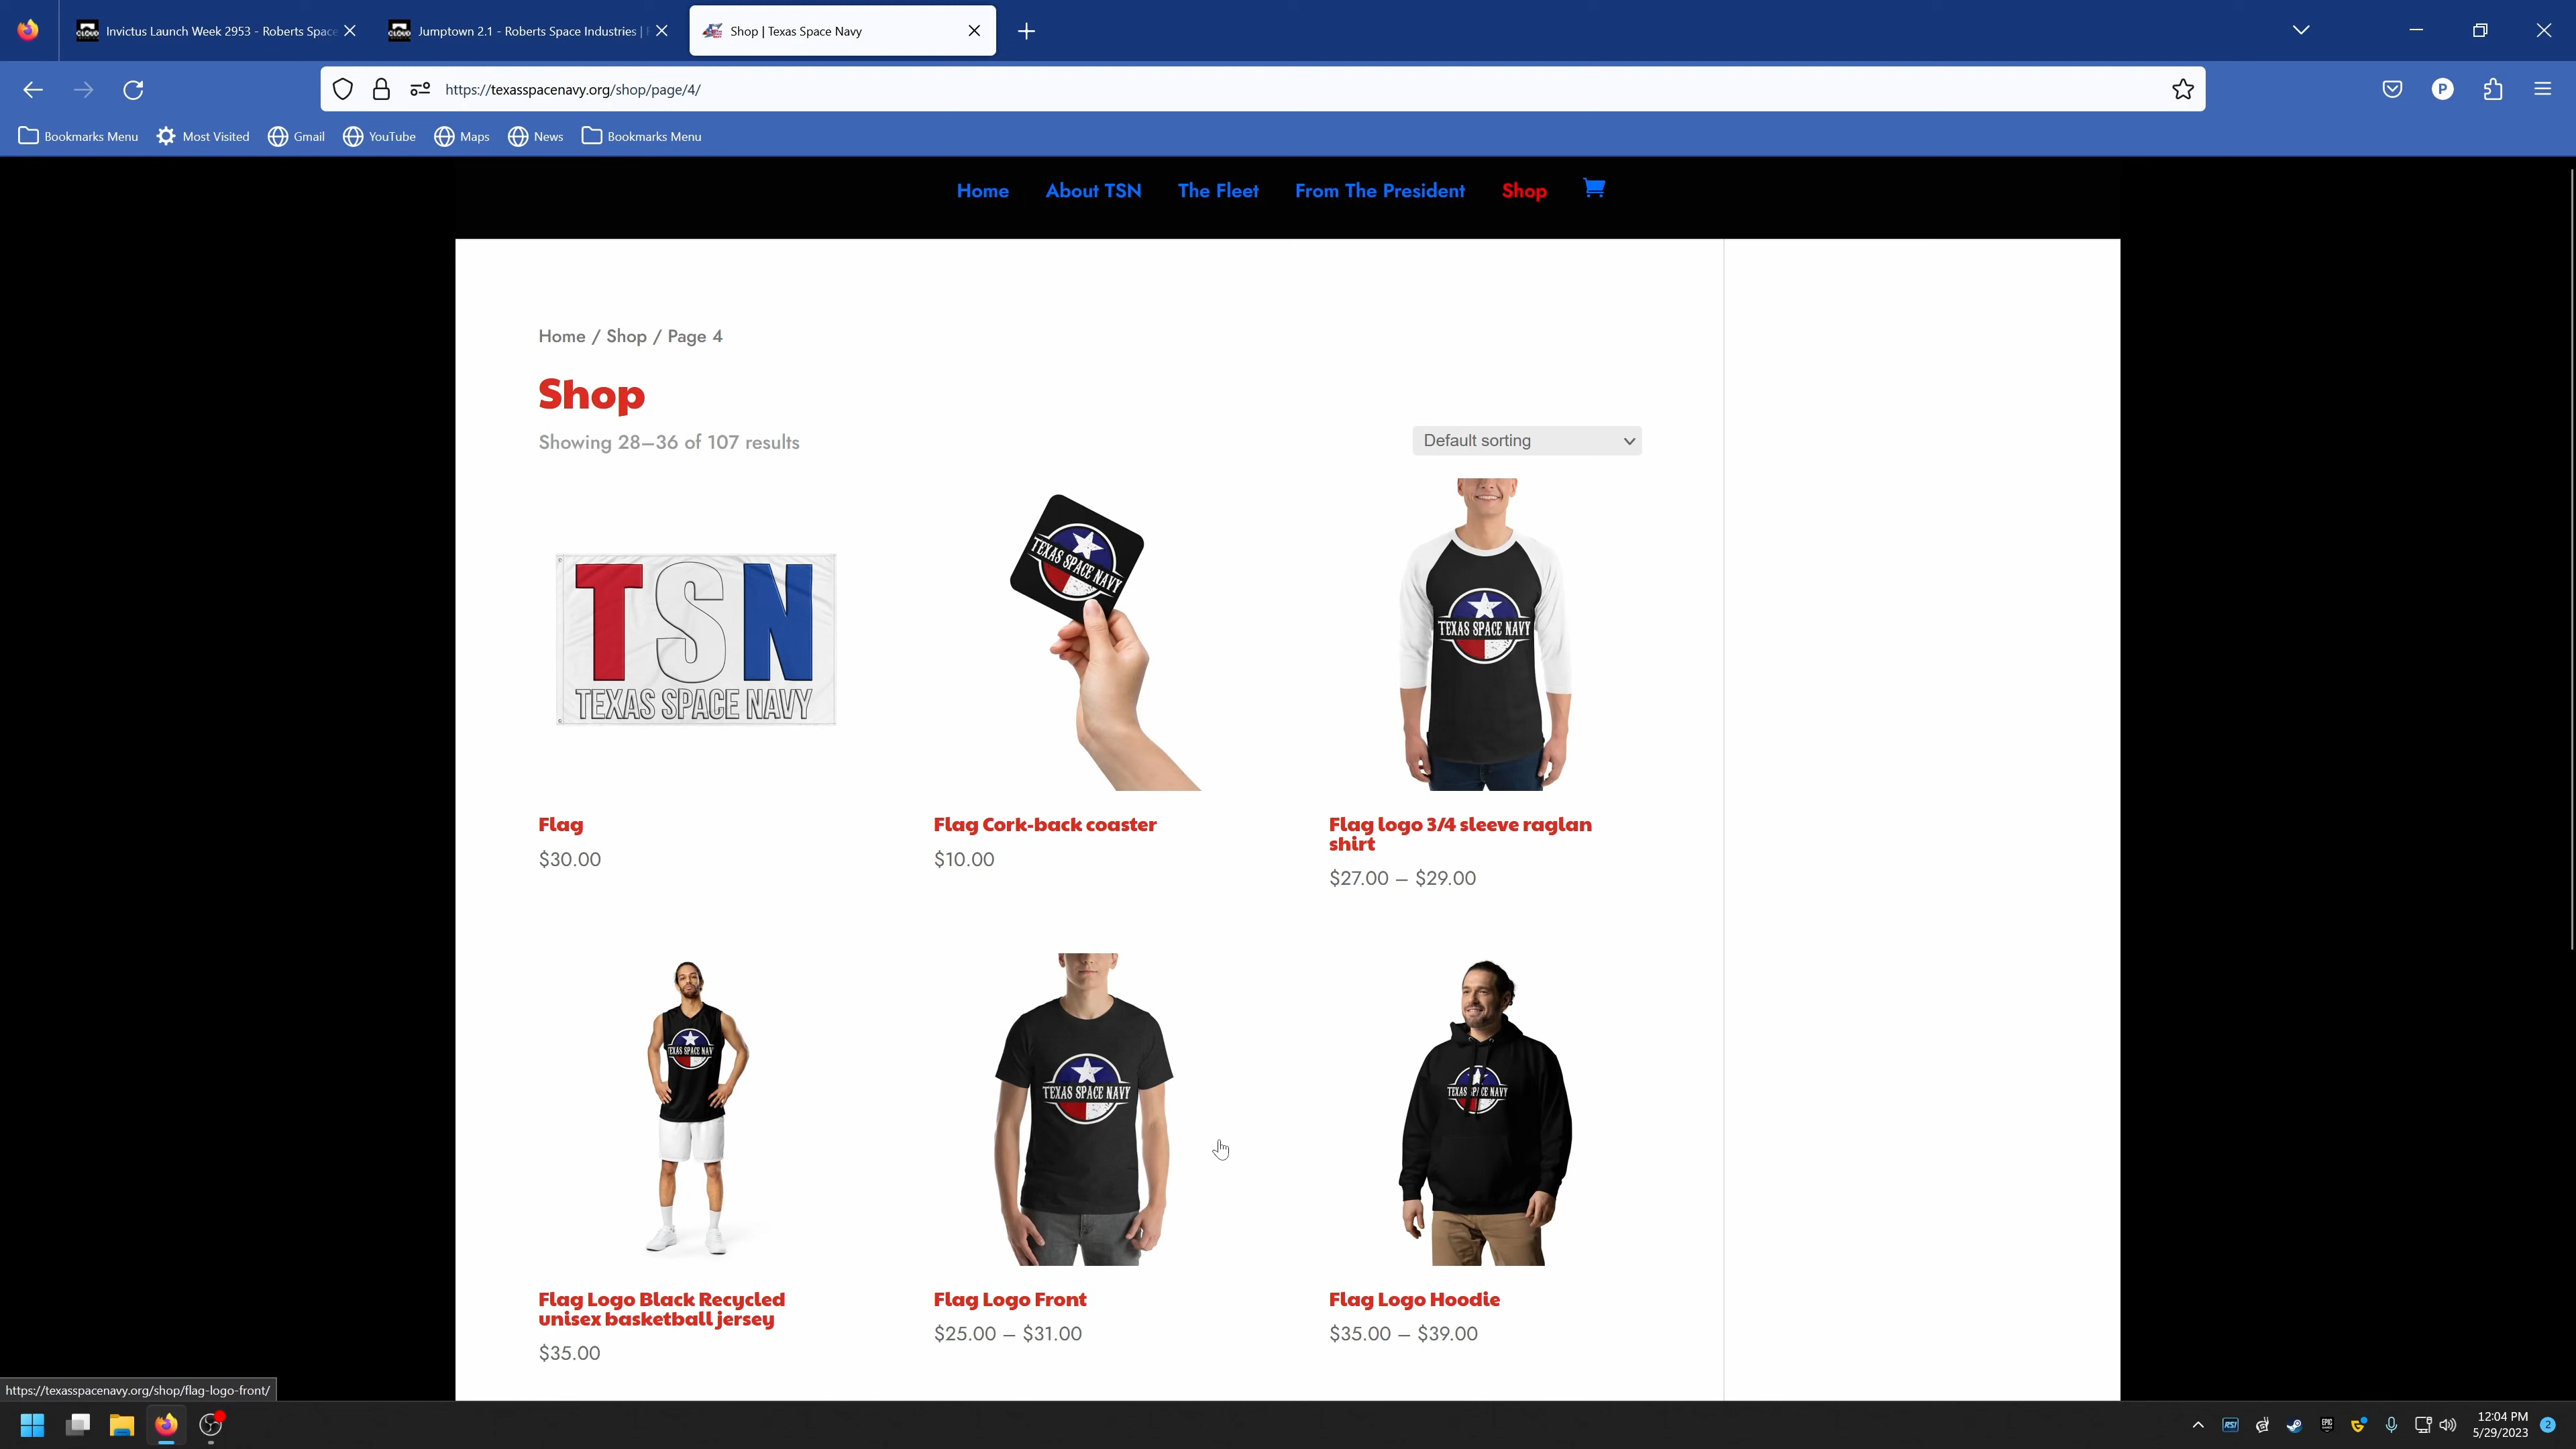 Invictus Launch Week 2953 - Roberts Space
Jumptown 2.1 - Roberts Space Industries |
Shop | Texas Space Navy
https://texasspacenavy.org/shop/page/4/
P
Bookmarks Menu Most Visited Gmail YouTube Maps News Bookmarks Menu
Home About TSN The Fleet From The President Shop
Home / Shop / Page 4
Shop
Showing 28–36 of 107 results
Default sorting
TSN
TEXAS SPACE NAVY
TEXAS SPACE NAVY
TEXAS SPACE NAVY
Flag
$30.00
Flag Cork-back coaster
$10.00
Flag logo 3/4 sleeve raglan
shirt
$27.00 – $29.00
TEXAS SPACE NAV
TEXAS SPACE NAVY
TEXAS SPACE NAVY
Flag Logo Black Recycled
unisex basketball jersey
$35.00
Flag Logo Front
$25.00 – $31.00
Flag Logo Hoodie
$35.00 – $39.00
https://texasspacenavy.org/shop/flag-logo-front/
RSI
EPIC
12:04 PM
5/29/2023
2